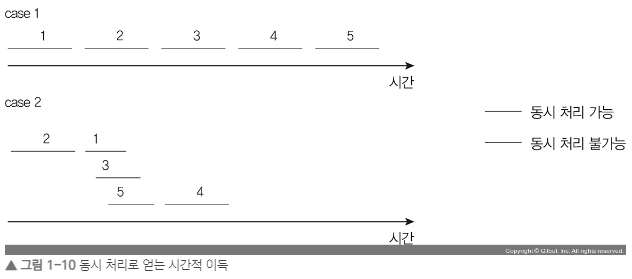 case 1
1 2 3 4 5
시간
case 2
동시 처리 가능
2 1
동시 처리 불가능
3
5 4
시간
Copyright © Gilbut, Inc. All rights reserved.
▲ 그림 1-10 동시 처리로 얻는 시간적 이득